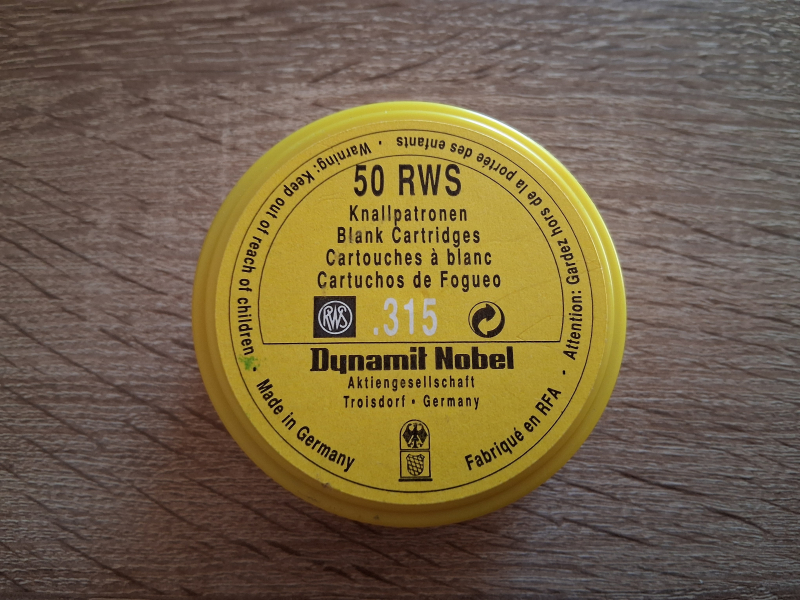 50 RWS
Knallpatronen
Blank Cartridges
Cartouches à blanc
Cartuchos de Fogueo
RWS
.315
Dynamit Nobel
Aktiengesellschaft
Troisdorf • Germany
Warning: Keep out of reach of children
• Attention: Gardez hors de la portée des enfants •
• Made in Germany
Fabriqué en RFA